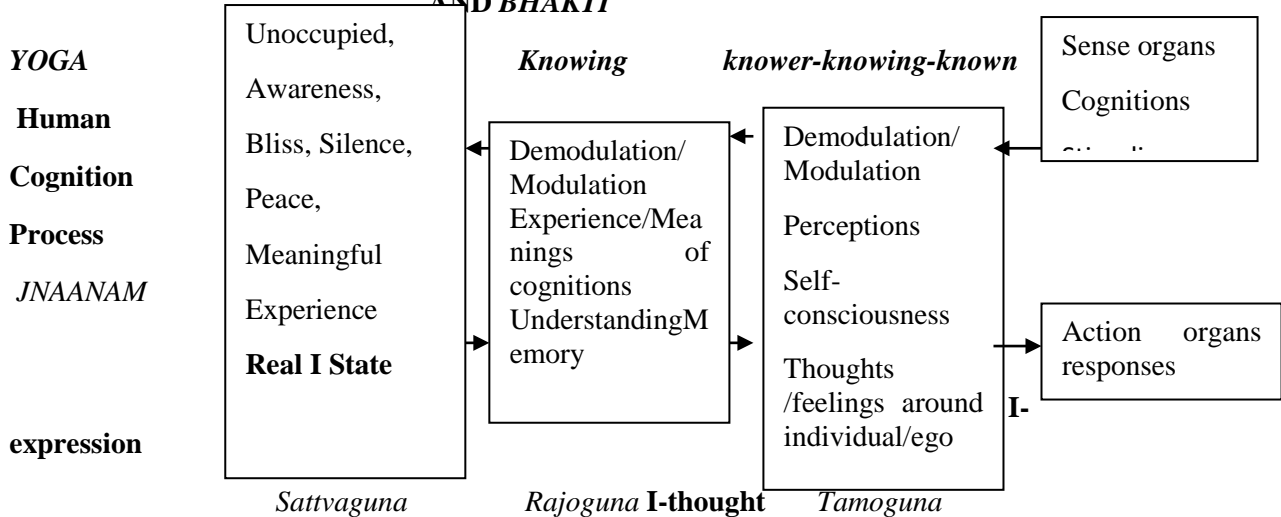 AND BHAKTI
YOGA
Human
Cognition
Process
JNAANAM
expression
Unoccupied,
Awareness,
Bliss, Silence,
Peace,
Meaningful
Experience
Real I State
Sattvaguna
Knowing
Demodulation/
Modulation
Experience/Mea
nings of
cognitions
UnderstandingM
emory
Rajoguna I-thought
knower-knowing-known
Demodulation/
Modulation
Perceptions
Self-
consciousness
Thoughts
/feelings around
individual/ego
I-
Tamoguna
Sense organs
Cognitions
Action organs
responses